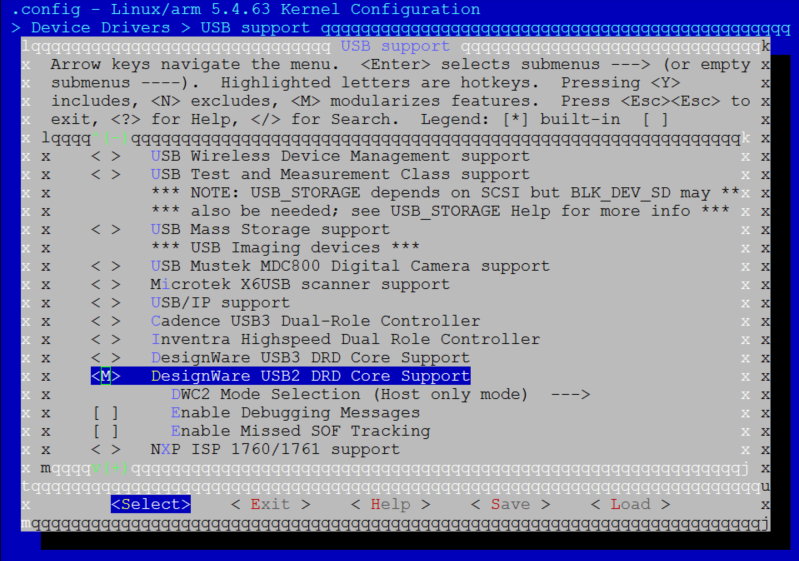 .config - Linux/arm 5.4.63 Kernel Configuration
> Device Drivers > USB support qqqqqqqqqqqqqqqqqqqqqqqqqqqqqqqqqqqqqqqqqqqqqqq
lqqqqqqqqqqqqqqqqqqqqqqqqqqqqqq USB support qqqqqqqqqqqqqqqqqqqqqqqqqqqqqqk
x  Arrow keys navigate the menu.  <Enter> selects submenus ---> (or empty x
x  submenus ----).  Highlighted letters are hotkeys.  Pressing <Y> x
x  includes, <N> excludes, <M> modularizes features.  Press <Esc><Esc> to x
x  exit, <?> for Help, </> for Search.  Legend: [*] built-in  [ ] x
x lqqqq^(-)qqqqqqqqqqqqqqqqqqqqqqqqqqqqqqqqqqqqqqqqqqqqqqqqqqqqqqqqqqqqqk x
x x    < >   USB Wireless Device Management support x x
x x    < >   USB Test and Measurement Class support x x
x x          *** NOTE: USB_STORAGE depends on SCSI but BLK_DEV_SD may **x x
x x          *** also be needed; see USB_STORAGE Help for more info *** x x
x x    < >   USB Mass Storage support x x
x x          *** USB Imaging devices *** x x
x x    < >   USB Mustek MDC800 Digital Camera support x x
x x    < >   Microtek X6USB scanner support x x
x x    < >   USB/IP support x x
x x    < >   Cadence USB3 Dual-Role Controller x x
x x    < >   Inventra Highspeed Dual Role Controller x x
x x    < >   DesignWare USB3 DRD Core Support x x
x x    <M>   DesignWare USB2 DRD Core Support x x
x x            DWC2 Mode Selection (Host only mode)  ---> x x
x x    [ ]     Enable Debugging Messages x x
x x    [ ]     Enable Missed SOF Tracking x x
x x    < >   NXP ISP 1760/1761 support x x
x mqqqqqqqqqqqqqqqqqqqqqqqqqqqqqqqqqqqqqqqqqqqqqqqqqqqqqqqqqqqqqqqqqqqqqj x
tqqqqqqqqqqqqqqqqqqqqqqqqqqqqqqqqqqqqqqqqqqqqqqqqqqqqqqqqqqqqqqqqqqqqqqqqqu
x        <Select>    < Exit >    < Help >    < Save >    < Load > x
mqqqqqqqqqqqqqqqqqqqqqqqqqqqqqqqqqqqqqqqqqqqqqqqqqqqqqqqqqqqqqqqqqqqqqqqqqj